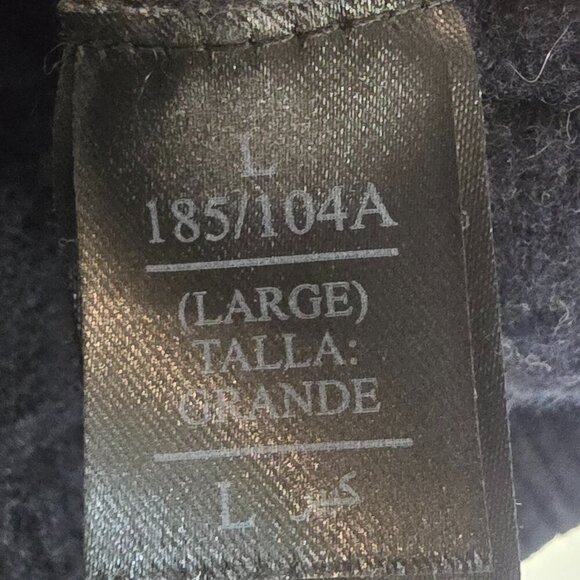 L
185/104A
(LARGE)
TALLA:
GRANDE
L كبير